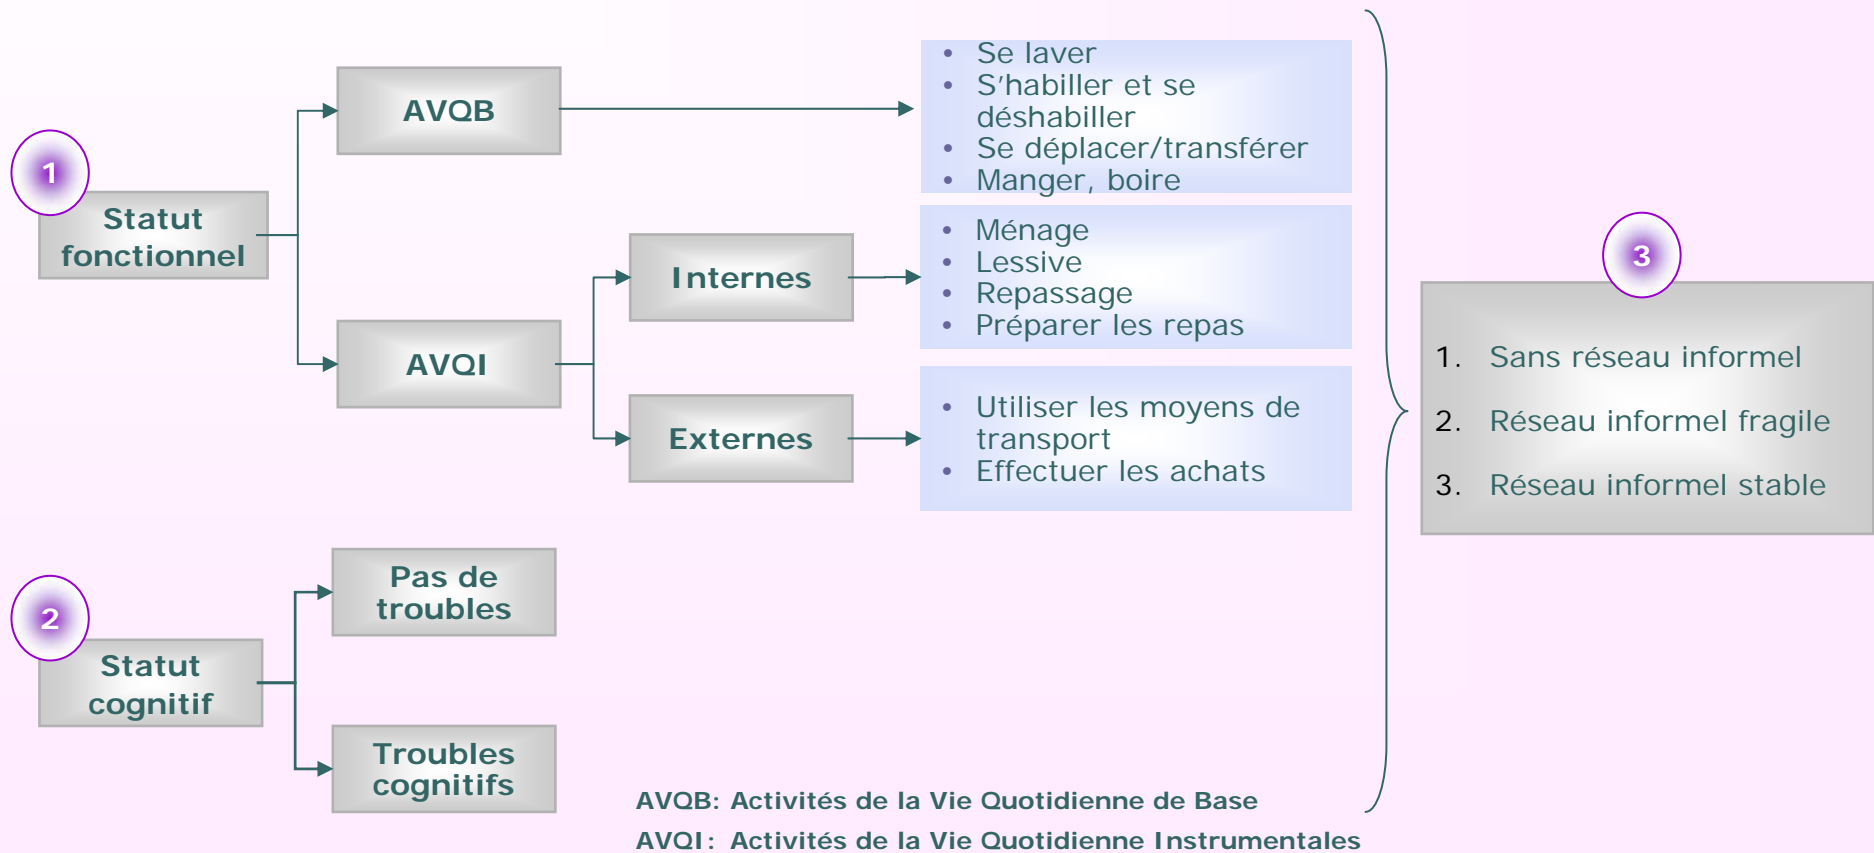 1
Statut
fonctionnel
AVQB
• Se laver
• S'habiller et se
déshabiller
• Se déplacer/transférer
• Manger, boire
AVQI
Internes
• Ménage
• Lessive
• Repassage
• Préparer les repas
Externes
• Utiliser les moyens de
transport
• Effectuer les achats
2
Statut
cognitif
Pas de
troubles
Troubles
cognitifs
3
1. Sans réseau informel
2. Réseau informel fragile
3. Réseau informel stable
AVQB: Activités de la Vie Quotidienne de Base
AVQI: Activités de la Vie Quotidienne Instrumentales